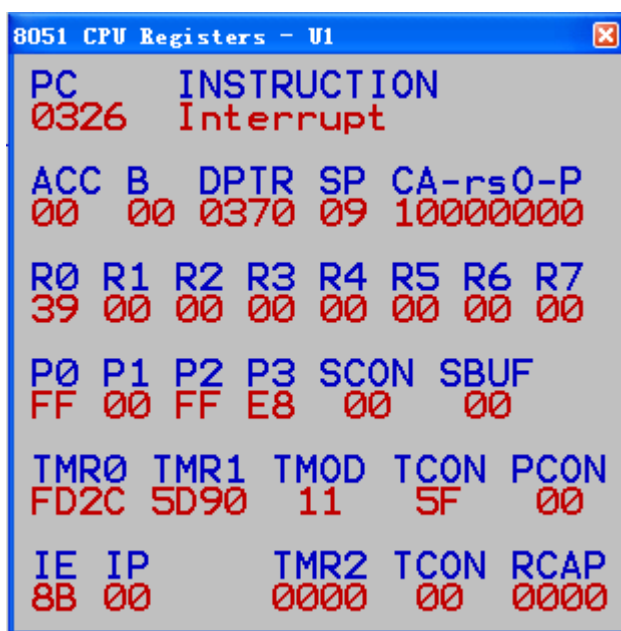 8051 CPU Registers - U1
PC INSTRUCTION
0326 Interrupt
ACC B DPTR SP CA-rs0-P
00 00 0370 09 10000000
R0 R1 R2 R3 R4 R5 R6 R7
39 00 00 00 00 00 00 00
P0 P1 P2 P3 SCON SBUF
FF 00 FF E8 00 00
TMR0 TMR1 TMOD TCON PCON
FD2C 5D90 11 5F 00
IE IP TMR2 TCON RCAP
8B 00 0000 00 0000